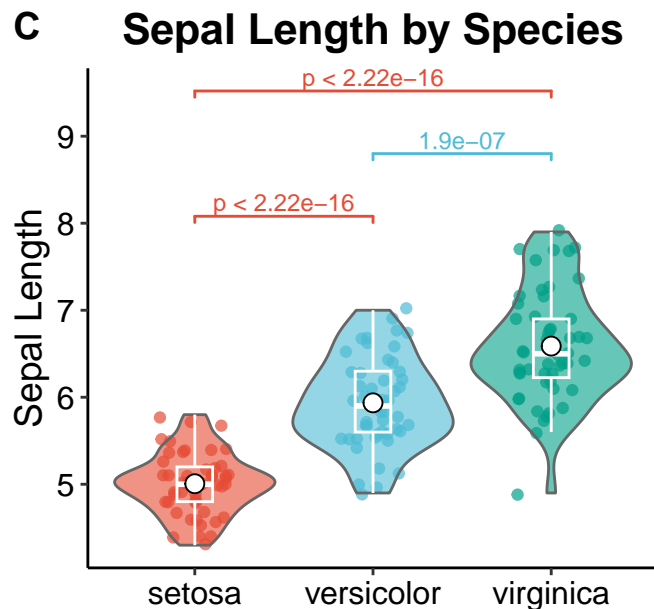 C Sepal Length by Species
p < 2.22e−16
1.9e−07
p < 2.22e−16
9
8
7
6
5
Sepal Length
setosa versicolor virginica